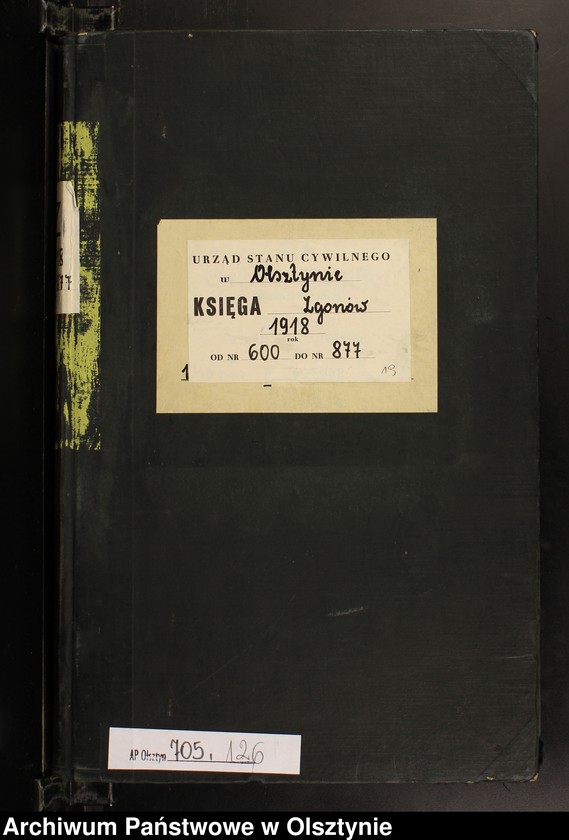 URZĄD STANU CYWILNEGO
w Olsztynie
KSIĘGA Zgonów
1918
rok
OD NR 600 DO NR 877
19
AP Olsztyn 705, 126
Archiwum Państwowe w Olsztynie